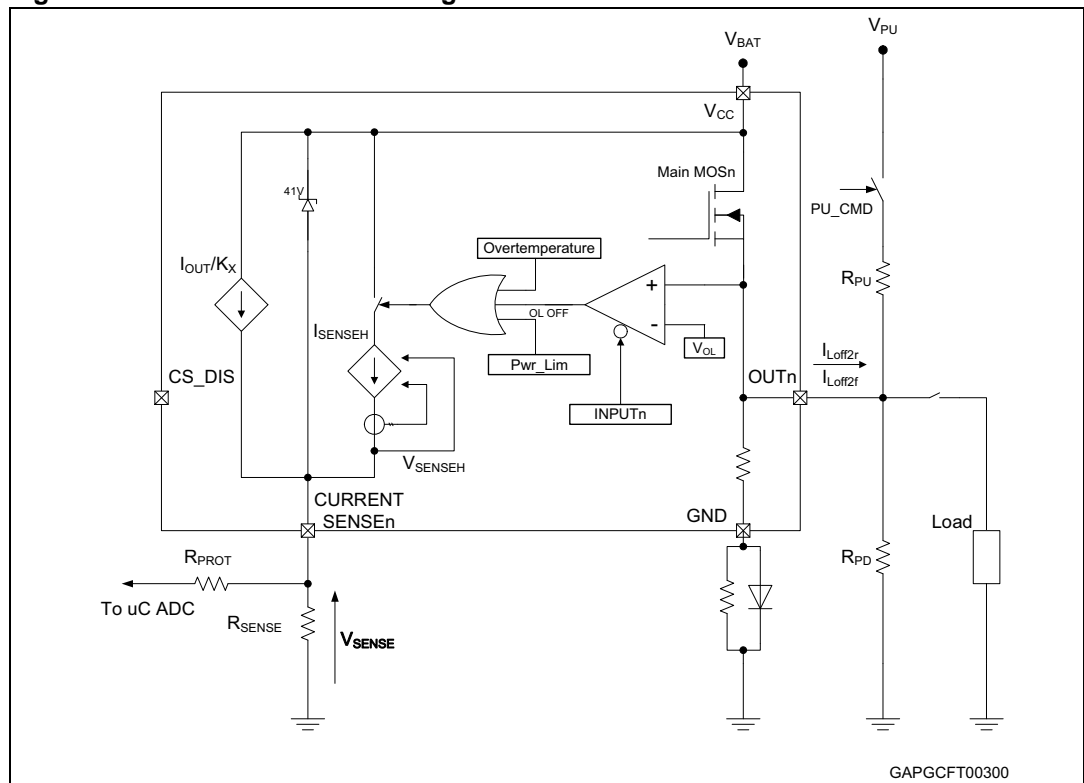 V_PU
V_BAT
V_CC
Main MOSn
41V
PU_CMD
Overtemperature
R_PU
I_OUT/K_X
+
OL OFF
-
I_SENSEH
V_OL
Pwr_Lim
I_Loff2r
I_Loff2f
CS_DIS
OUTn
INPUTn
V_SENSEH
CURRENT
SENSEn
GND
Load
R_PROT
R_PD
To uC ADC
R_SENSE
V_SENSE
GAPGCFT00300